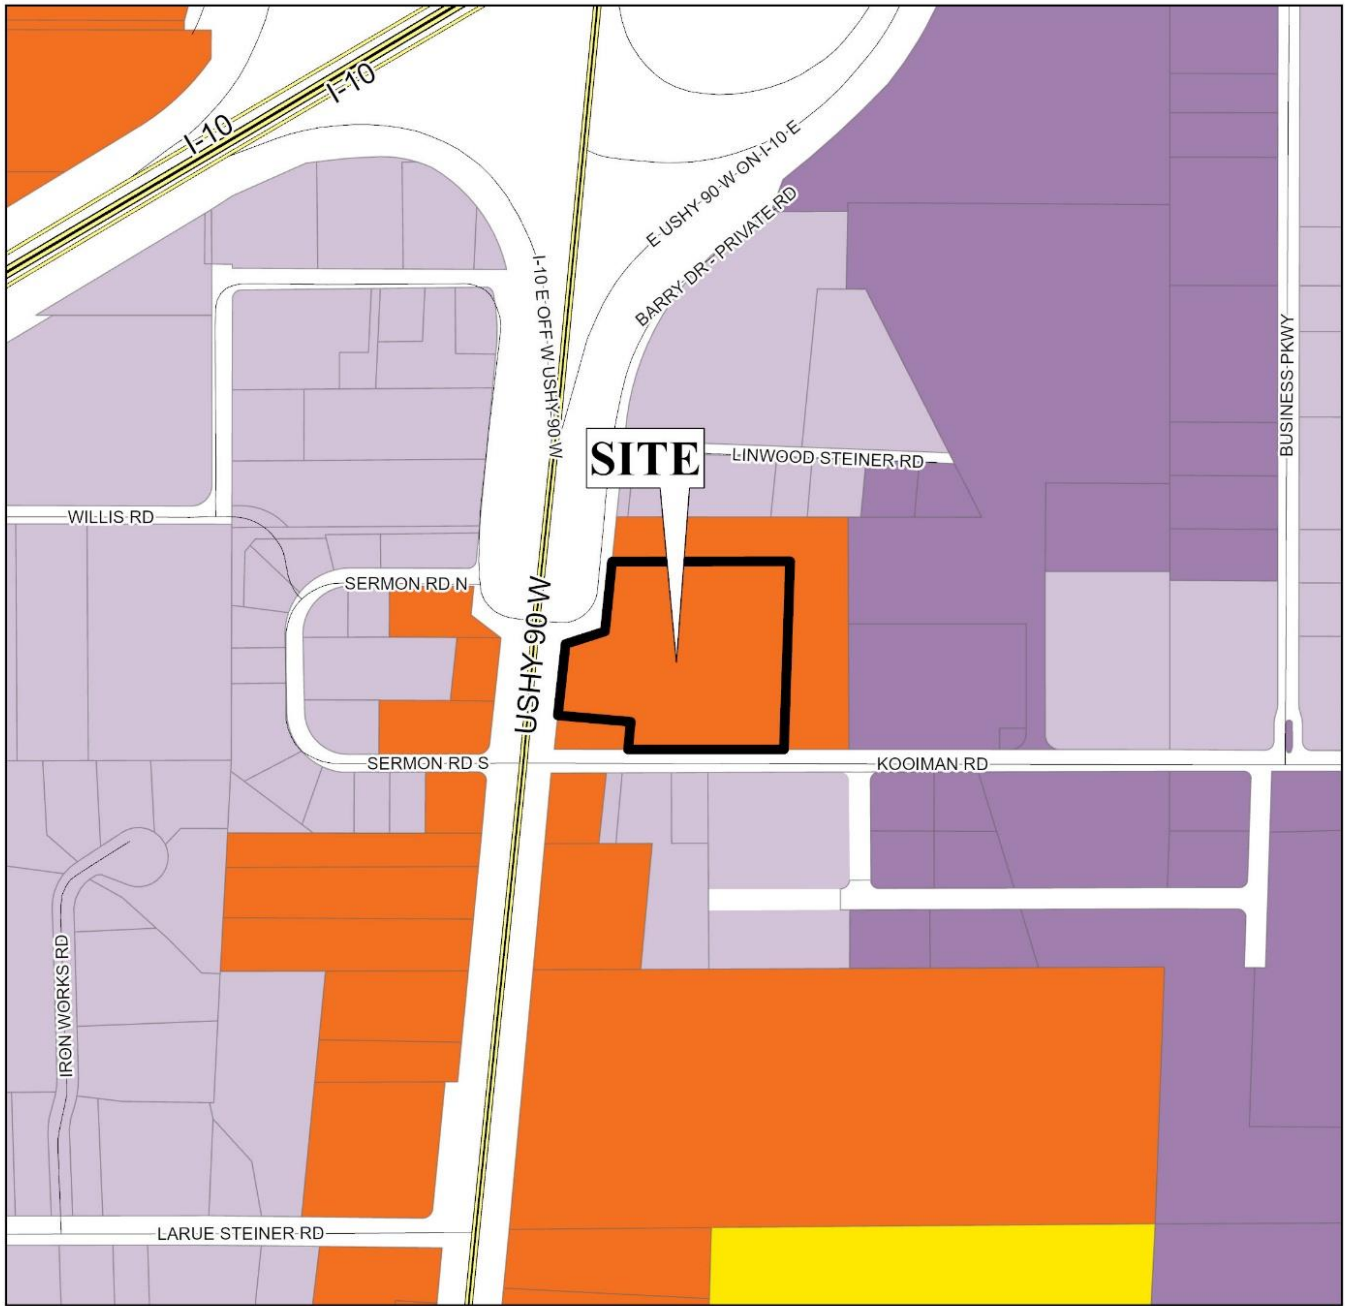 I-10
I-10
E USHY 90 W ON I-10 E
BARRY DR - PRIVATE RD
I-10 E OFF W USHY 90 W
BUSINESS PKWY
SITE
LINWOOD STEINER RD
WILLIS RD
SERMON RD N
USHY 90 W
SERMON RD S
KOOIMAN RD
IRON WORKS RD
LARUE STEINER RD